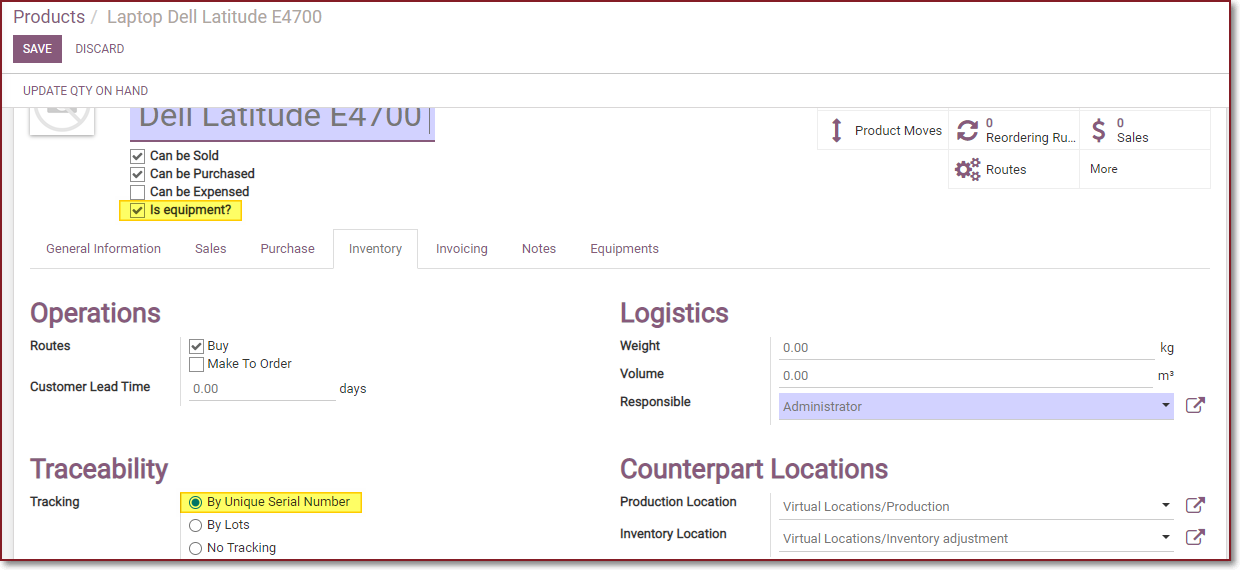 Products / Laptop Dell Latitude E4700
SAVE DISCARD
UPDATE QTY ON HAND
Dell Latitude E4700
Can be Sold
Can be Purchased
Can be Expensed
Is equipment?
Product Moves
0
Reordering Ru...
0
Sales
Routes
More
General Information Sales Purchase Inventory Invoicing Notes Equipments
Operations
Routes Buy
Make To Order
Customer Lead Time 0.00 days
Logistics
Weight 0.00 kg
Volume 0.00 m³
Responsible Administrator
Traceability
Tracking By Unique Serial Number
By Lots
No Tracking
Counterpart Locations
Production Location Virtual Locations/Production
Inventory Location Virtual Locations/Inventory adjustment